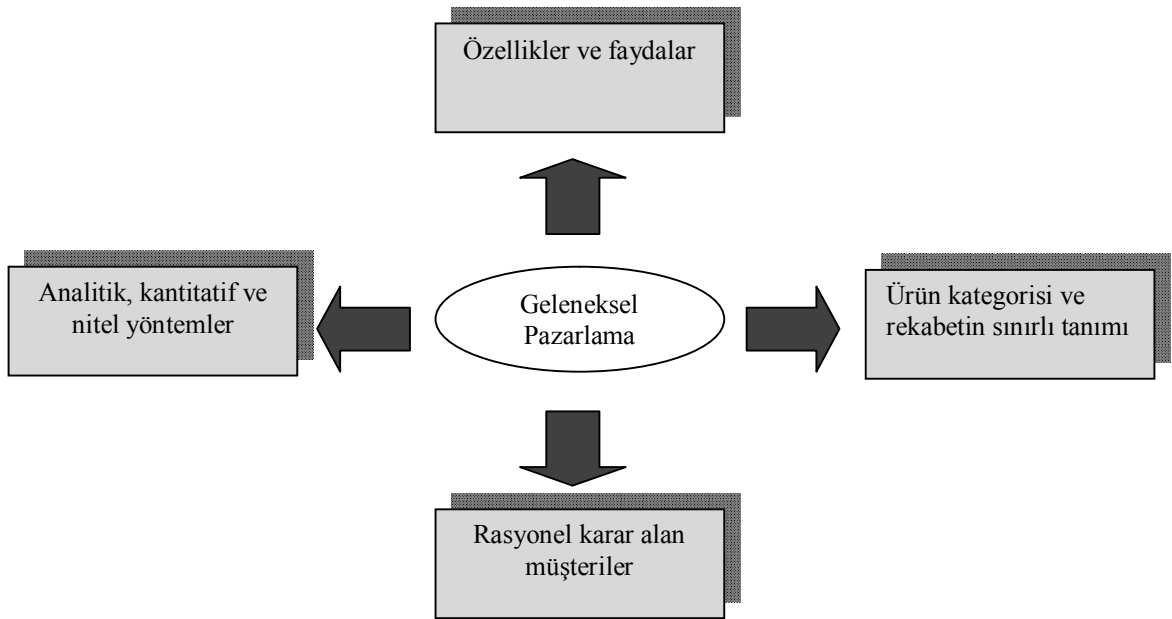 Özellikler ve faydalar
Analitik, kantitatif ve
nitel yöntemler
Geleneksel
Pazarlama
Ürün kategorisi ve
rekabetin sınırlı tanımı
Rasyonel karar alan
müşteriler